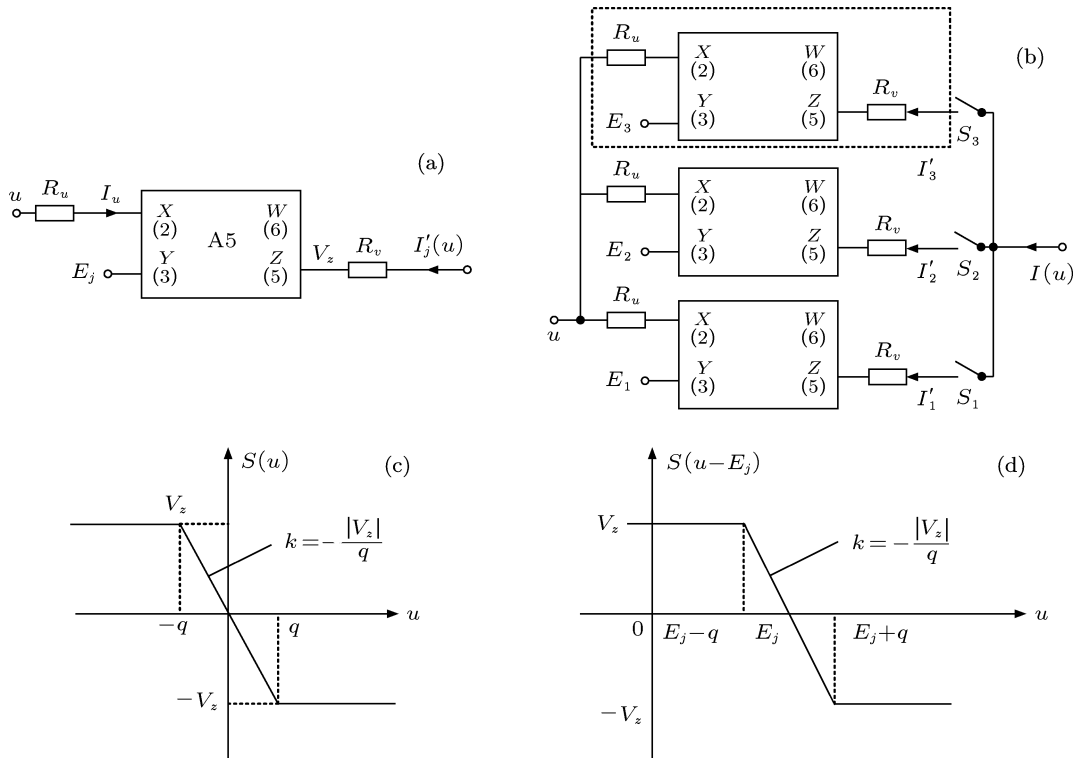 (a)
u
R_u
I_u
X
(2)
W
(6)
A5
Y
(3)
Z
(5)
E_j
V_z
R_v
I′_j(u)
(b)
R_u
X
(2)
W
(6)
Y
(3)
Z
(5)
E_3
R_v
I′_3
S_3
R_u
X
(2)
W
(6)
Y
(3)
Z
(5)
E_2
R_v
I′_2
S_2
I(u)
u
R_u
X
(2)
W
(6)
Y
(3)
Z
(5)
E_1
R_v
I′_1
S_1
(c)
S(u)
V_z
k=−|V_z|/q
−q
q
u
−V_z
(d)
S(u−E_j)
V_z
k=−|V_z|/q
0
E_j−q
E_j
E_j+q
u
−V_z